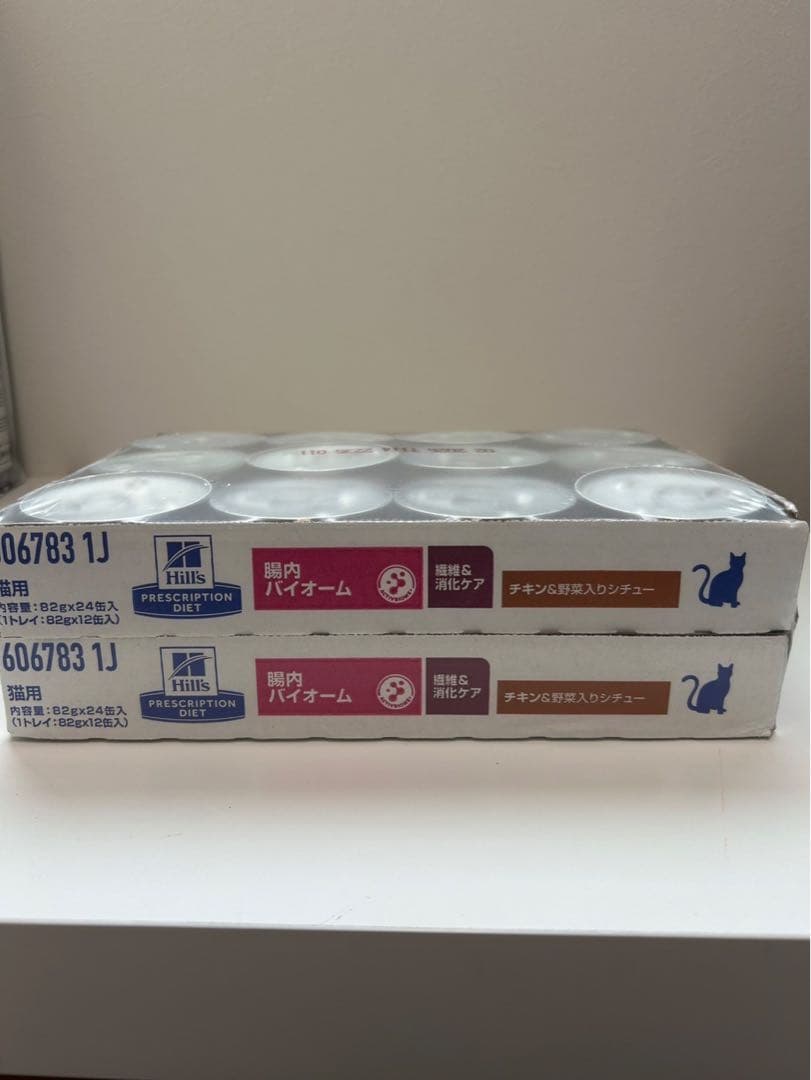 06783 1J
猫用
内容量:82gx24缶入
(1トレイ:82gx12缶入)
Hill's
PRESCRIPTION
DIET
腸内
バイオーム
繊維&
消化ケア
チキン&野菜入りシチュー
606783 1J
猫用
内容量:82gx24缶入
(1トレイ:82gx12缶入)
Hill's
PRESCRIPTION
DIET
腸内
バイオーム
繊維&
消化ケア
チキン&野菜入りシチュー